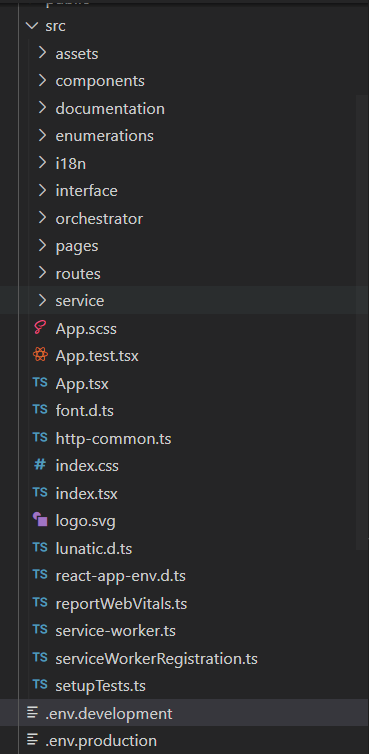 public
src
assets
components
documentation
enumerations
i18n
interface
orchestrator
pages
routes
service
App.scss
App.test.tsx
TS App.tsx
TS font.d.ts
TS http-common.ts
# index.css
TS index.tsx
logo.svg
TS lunatic.d.ts
TS react-app-env.d.ts
TS reportWebVitals.ts
TS service-worker.ts
TS serviceWorkerRegistration.ts
TS setupTests.ts
.env.development
.env.production